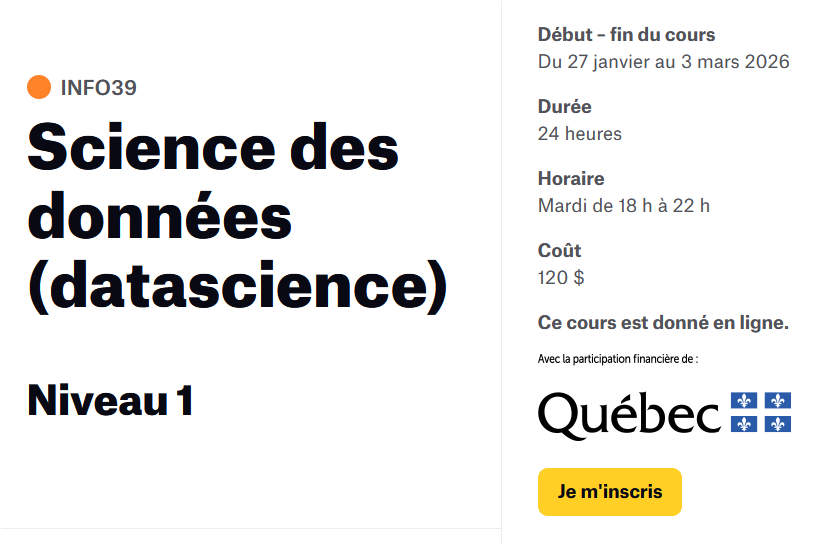 INFO39
Science des
données
(datascience)
Niveau 1
Début – fin du cours
Du 27 janvier au 3 mars 2026
Durée
24 heures
Horaire
Mardi de 18 h à 22 h
Coût
120 $
Ce cours est donné en ligne.
Avec la participation financière de :
Québec
Je m'inscris